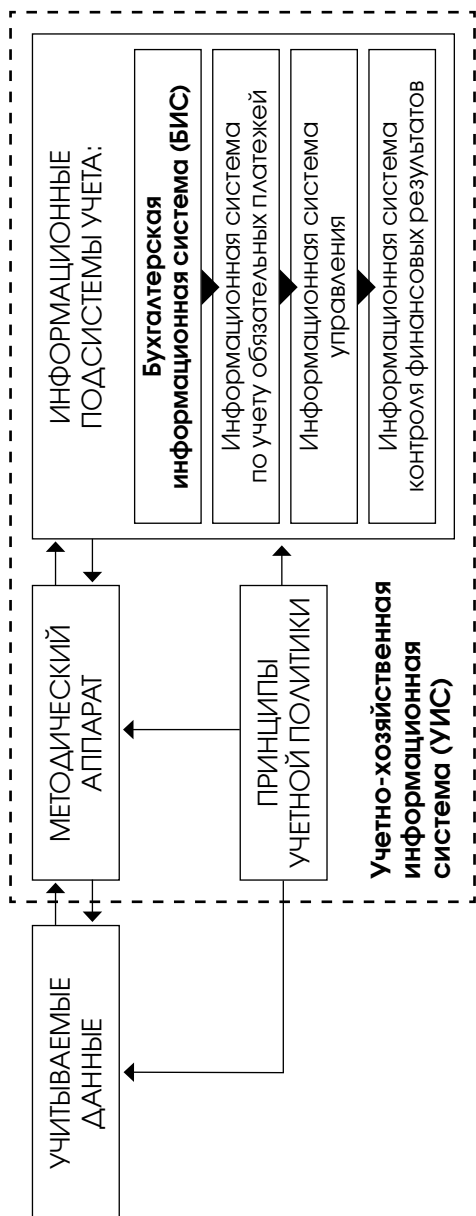 УЧИТЫВАЕМЫЕ
ДАННЫЕ
МЕТОДИЧЕСКИЙ
АППАРАТ
ПРИНЦИПЫ
УЧЕТНОЙ ПОЛИТИКИ
Учетно-хозяйственная
информационная
система (УИС)
ИНФОРМАЦИОННЫЕ
ПОДСИСТЕМЫ УЧЕТА:
Бухгалтерская
информационная система (БИС)
Информационная система
по учету обязательных платежей
Информационная система
управления
Информационная система
контроля финансовых результатов